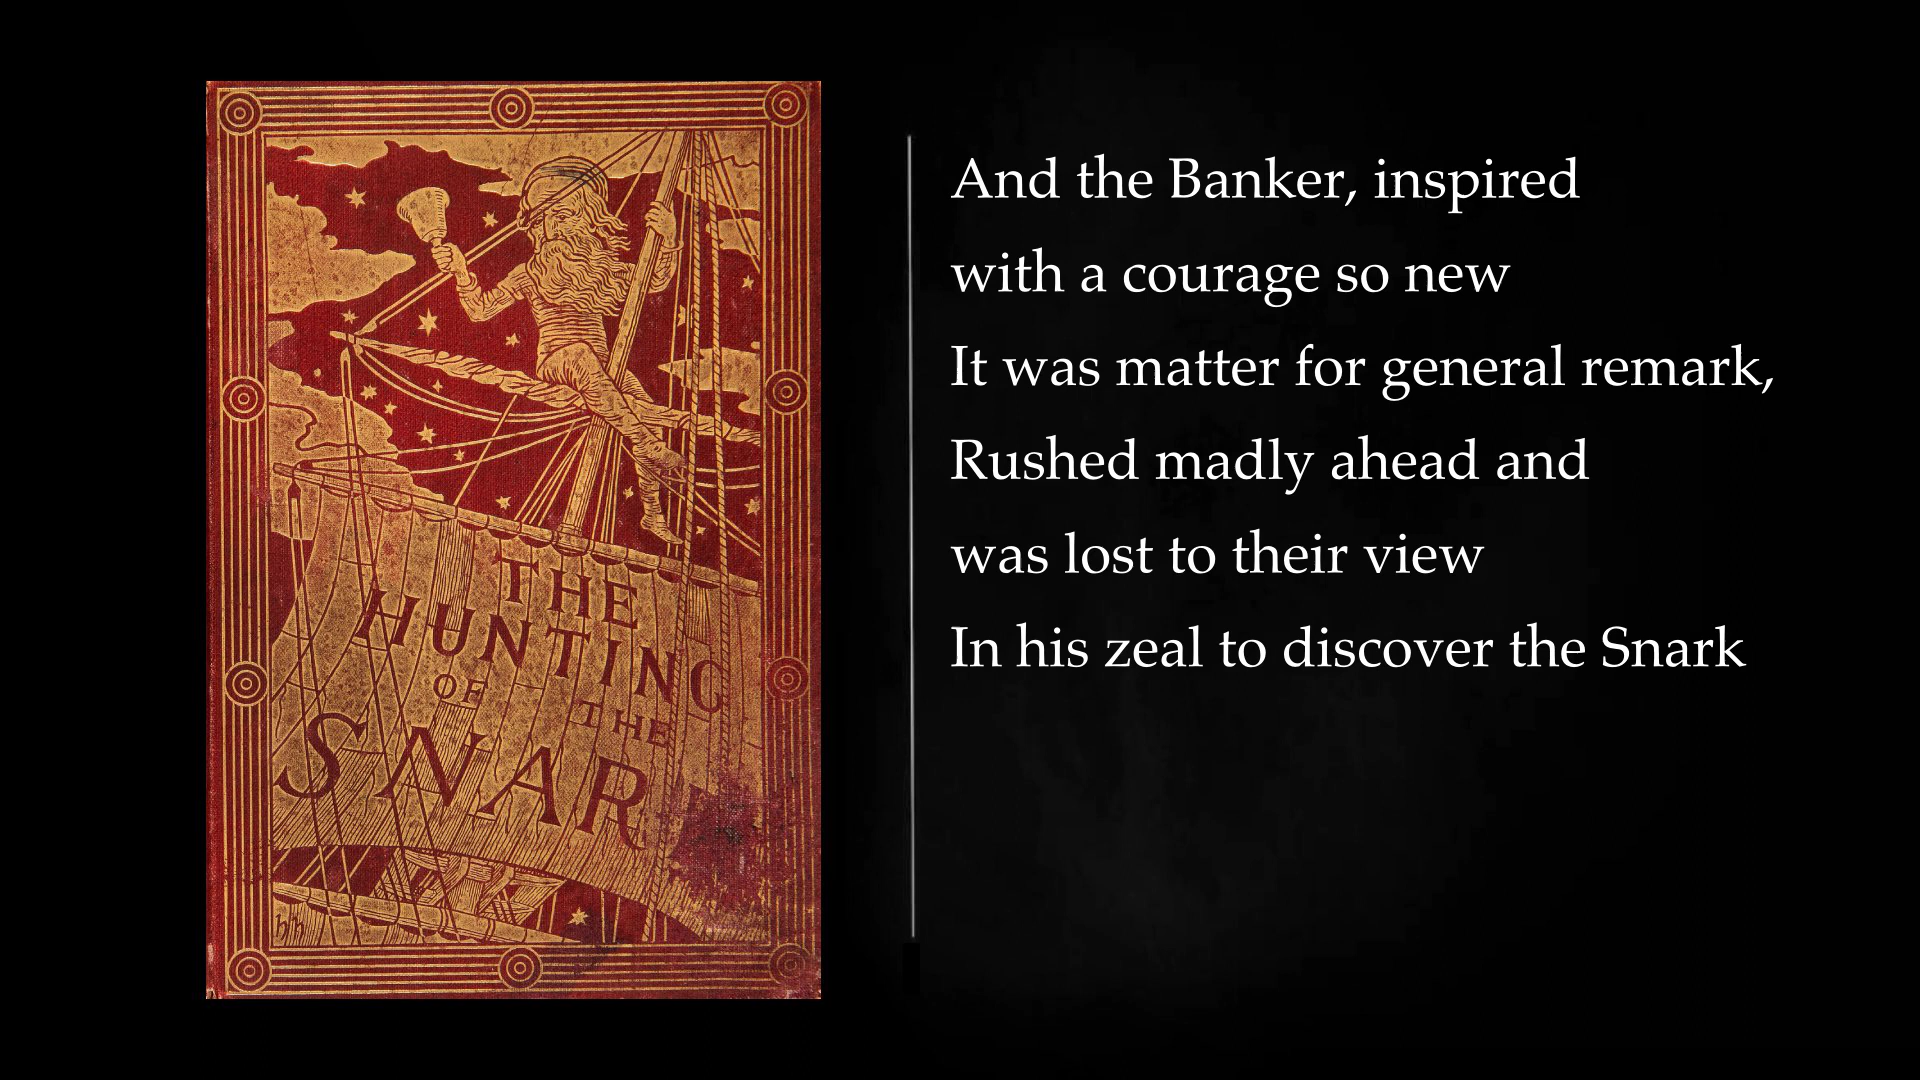 THE
HUNTING
OF THE
SNAR
hh
And the Banker, inspired
with a courage so new
It was matter for general remark,
Rushed madly ahead and
was lost to their view
In his zeal to discover the Snark